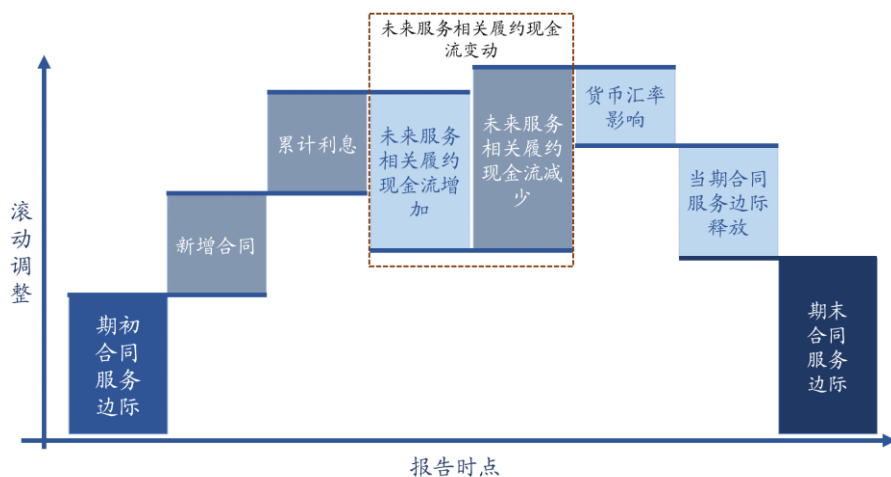 未来服务相关履约现金
流变动
货币汇率
影响
累计利息
未来服务
相关履约
现金流增
加
未来服务
相关履约
现金流减
少
当期合同
服务边际
释放
滚动调整
新增合同
期初
合同
服务
边际
期末
合同
服务
边际
报告时点